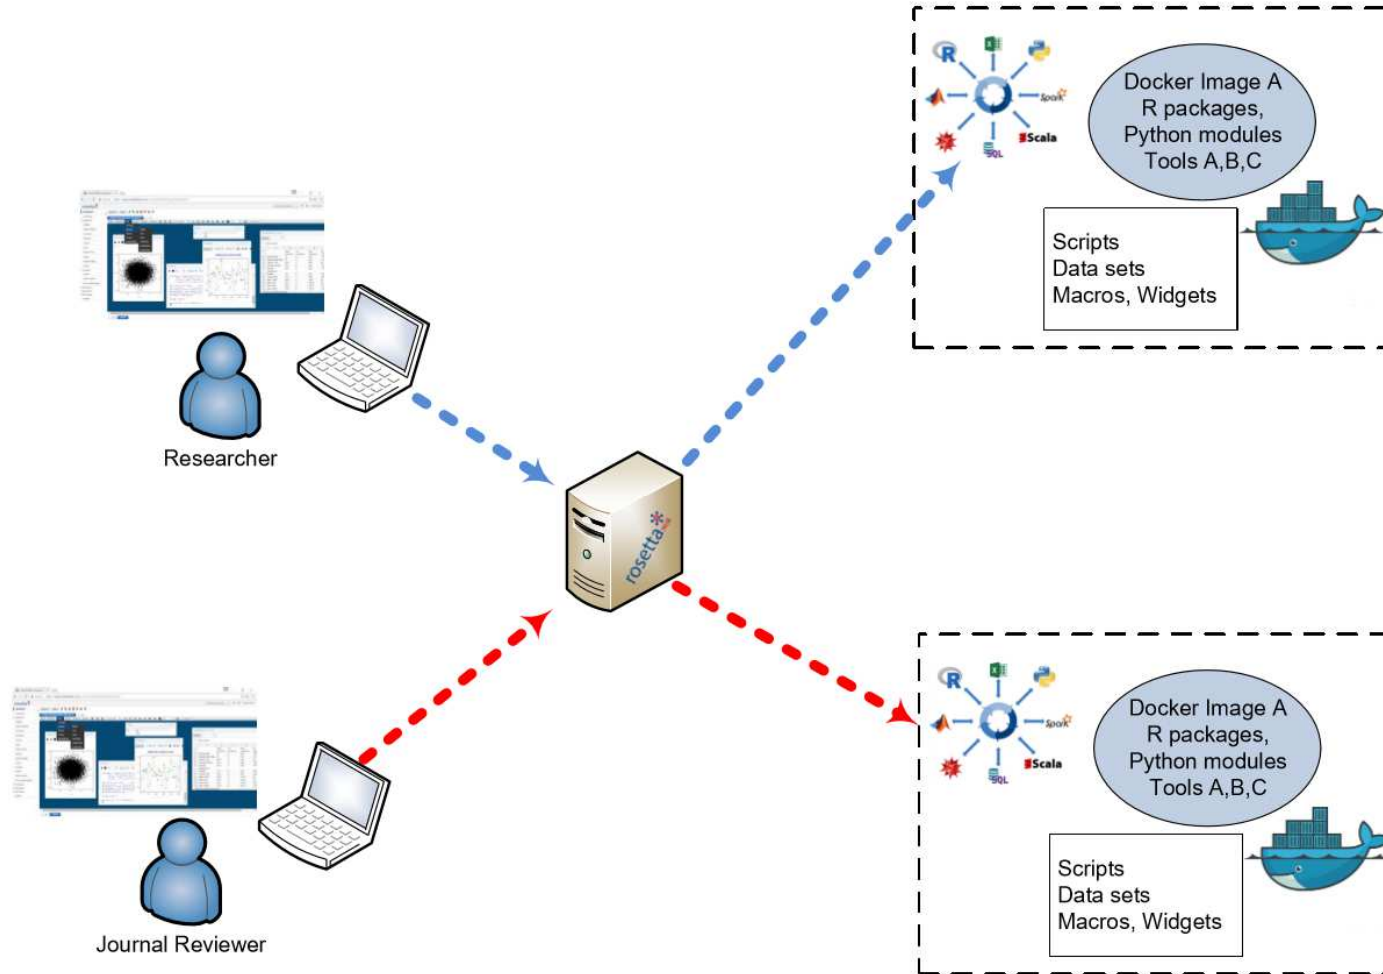 R
Docker Image A
R packages,
Python modules
Tools A,B,C
Spark
Scala
SQL
Scripts
Data sets
Macros, Widgets
Researcher
rosetta
R
Docker Image A
R packages,
Python modules
Tools A,B,C
Spark
Scala
SQL
Scripts
Data sets
Macros, Widgets
Journal Reviewer